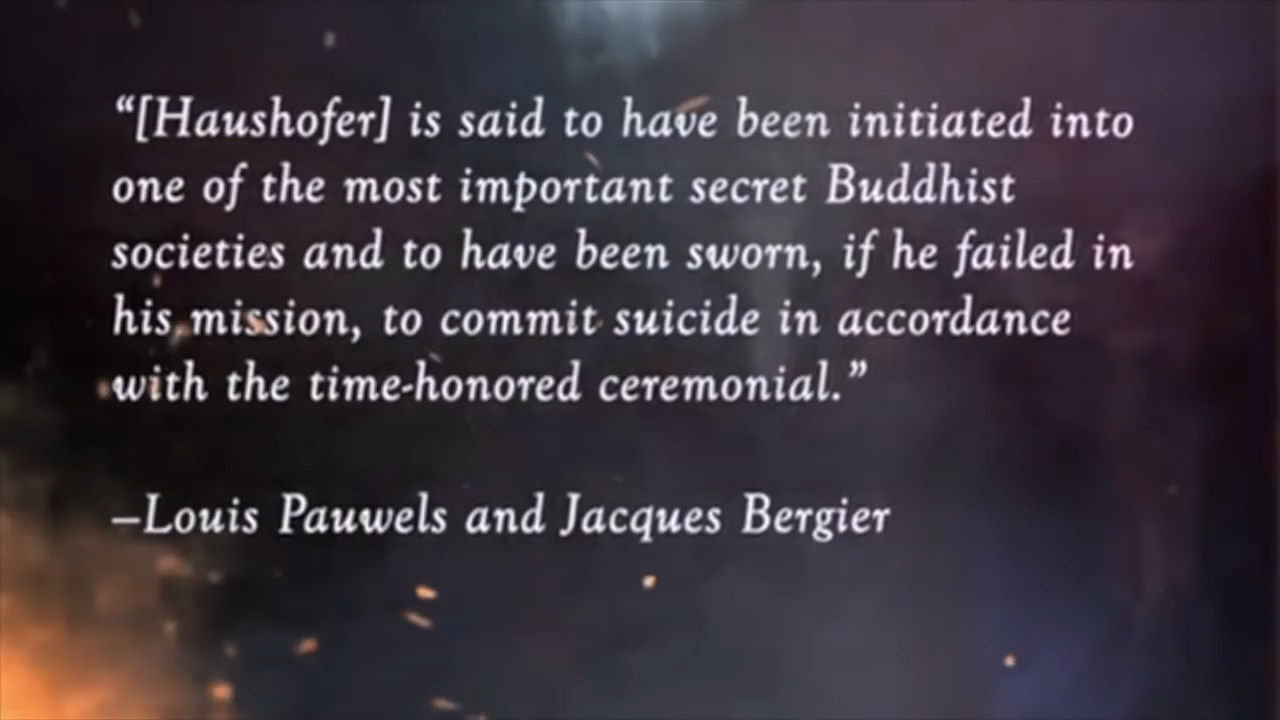 “[Haushofer] is said to have been initiated into
one of the most important secret Buddhist
societies and to have been sworn, if he failed in
his mission, to commit suicide in accordance
with the time-honored ceremonial.”
–Louis Pauwels and Jacques Bergier